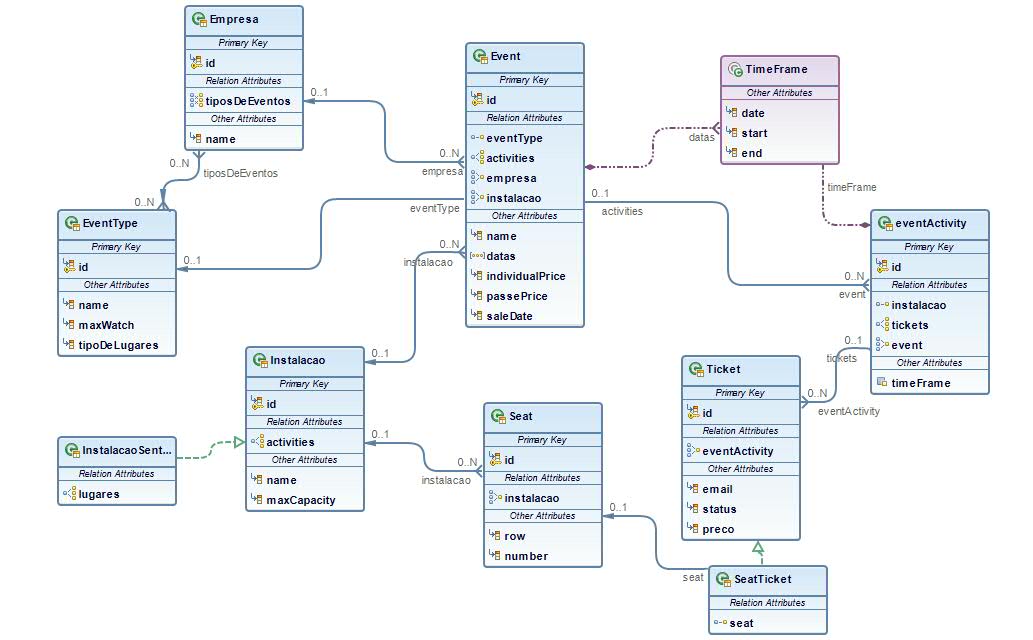 Empresa
Primary Key
id
Relation Attributes
tiposDeEventos
Other Attributes
name
0..1
0..N
empresa
0..N
tiposDeEventos
0..N
EventType
Primary Key
id
Other Attributes
name
maxWatch
tipoDeLugares
0..1
eventType
Event
Primary Key
id
Relation Attributes
eventType
activities
empresa
instalacao
Other Attributes
name
datas
individualPrice
passePrice
saleDate
0..N
instalacao
0..1
datas
TimeFrame
Other Attributes
date
start
end
timeFrame
0..1
activities
0..N
event
eventActivity
Primary Key
id
Relation Attributes
instalacao
tickets
event
Other Attributes
timeFrame
0..1
tickets
0..N
eventActivity
Instalacao
Primary Key
id
Relation Attributes
activities
Other Attributes
name
maxCapacity
InstalacaoSent...
Relation Attributes
lugares
0..1
0..N
instalacao
Seat
Primary Key
id
Relation Attributes
instalacao
Other Attributes
row
number
0..1
seat
Ticket
Primary Key
id
Relation Attributes
eventActivity
Other Attributes
email
status
preco
SeatTicket
Relation Attributes
seat